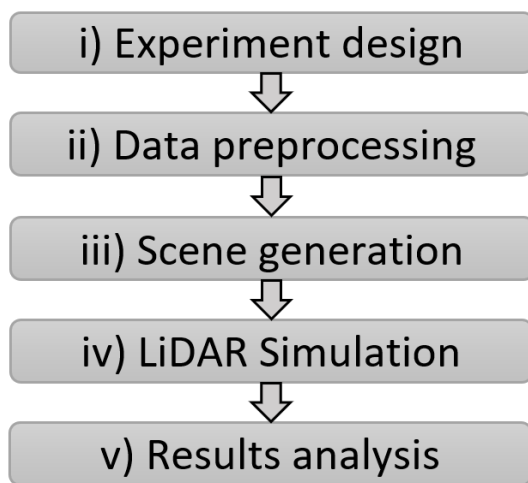 i) Experiment design
ii) Data preprocessing
iii) Scene generation
iv) LiDAR Simulation
v) Results analysis